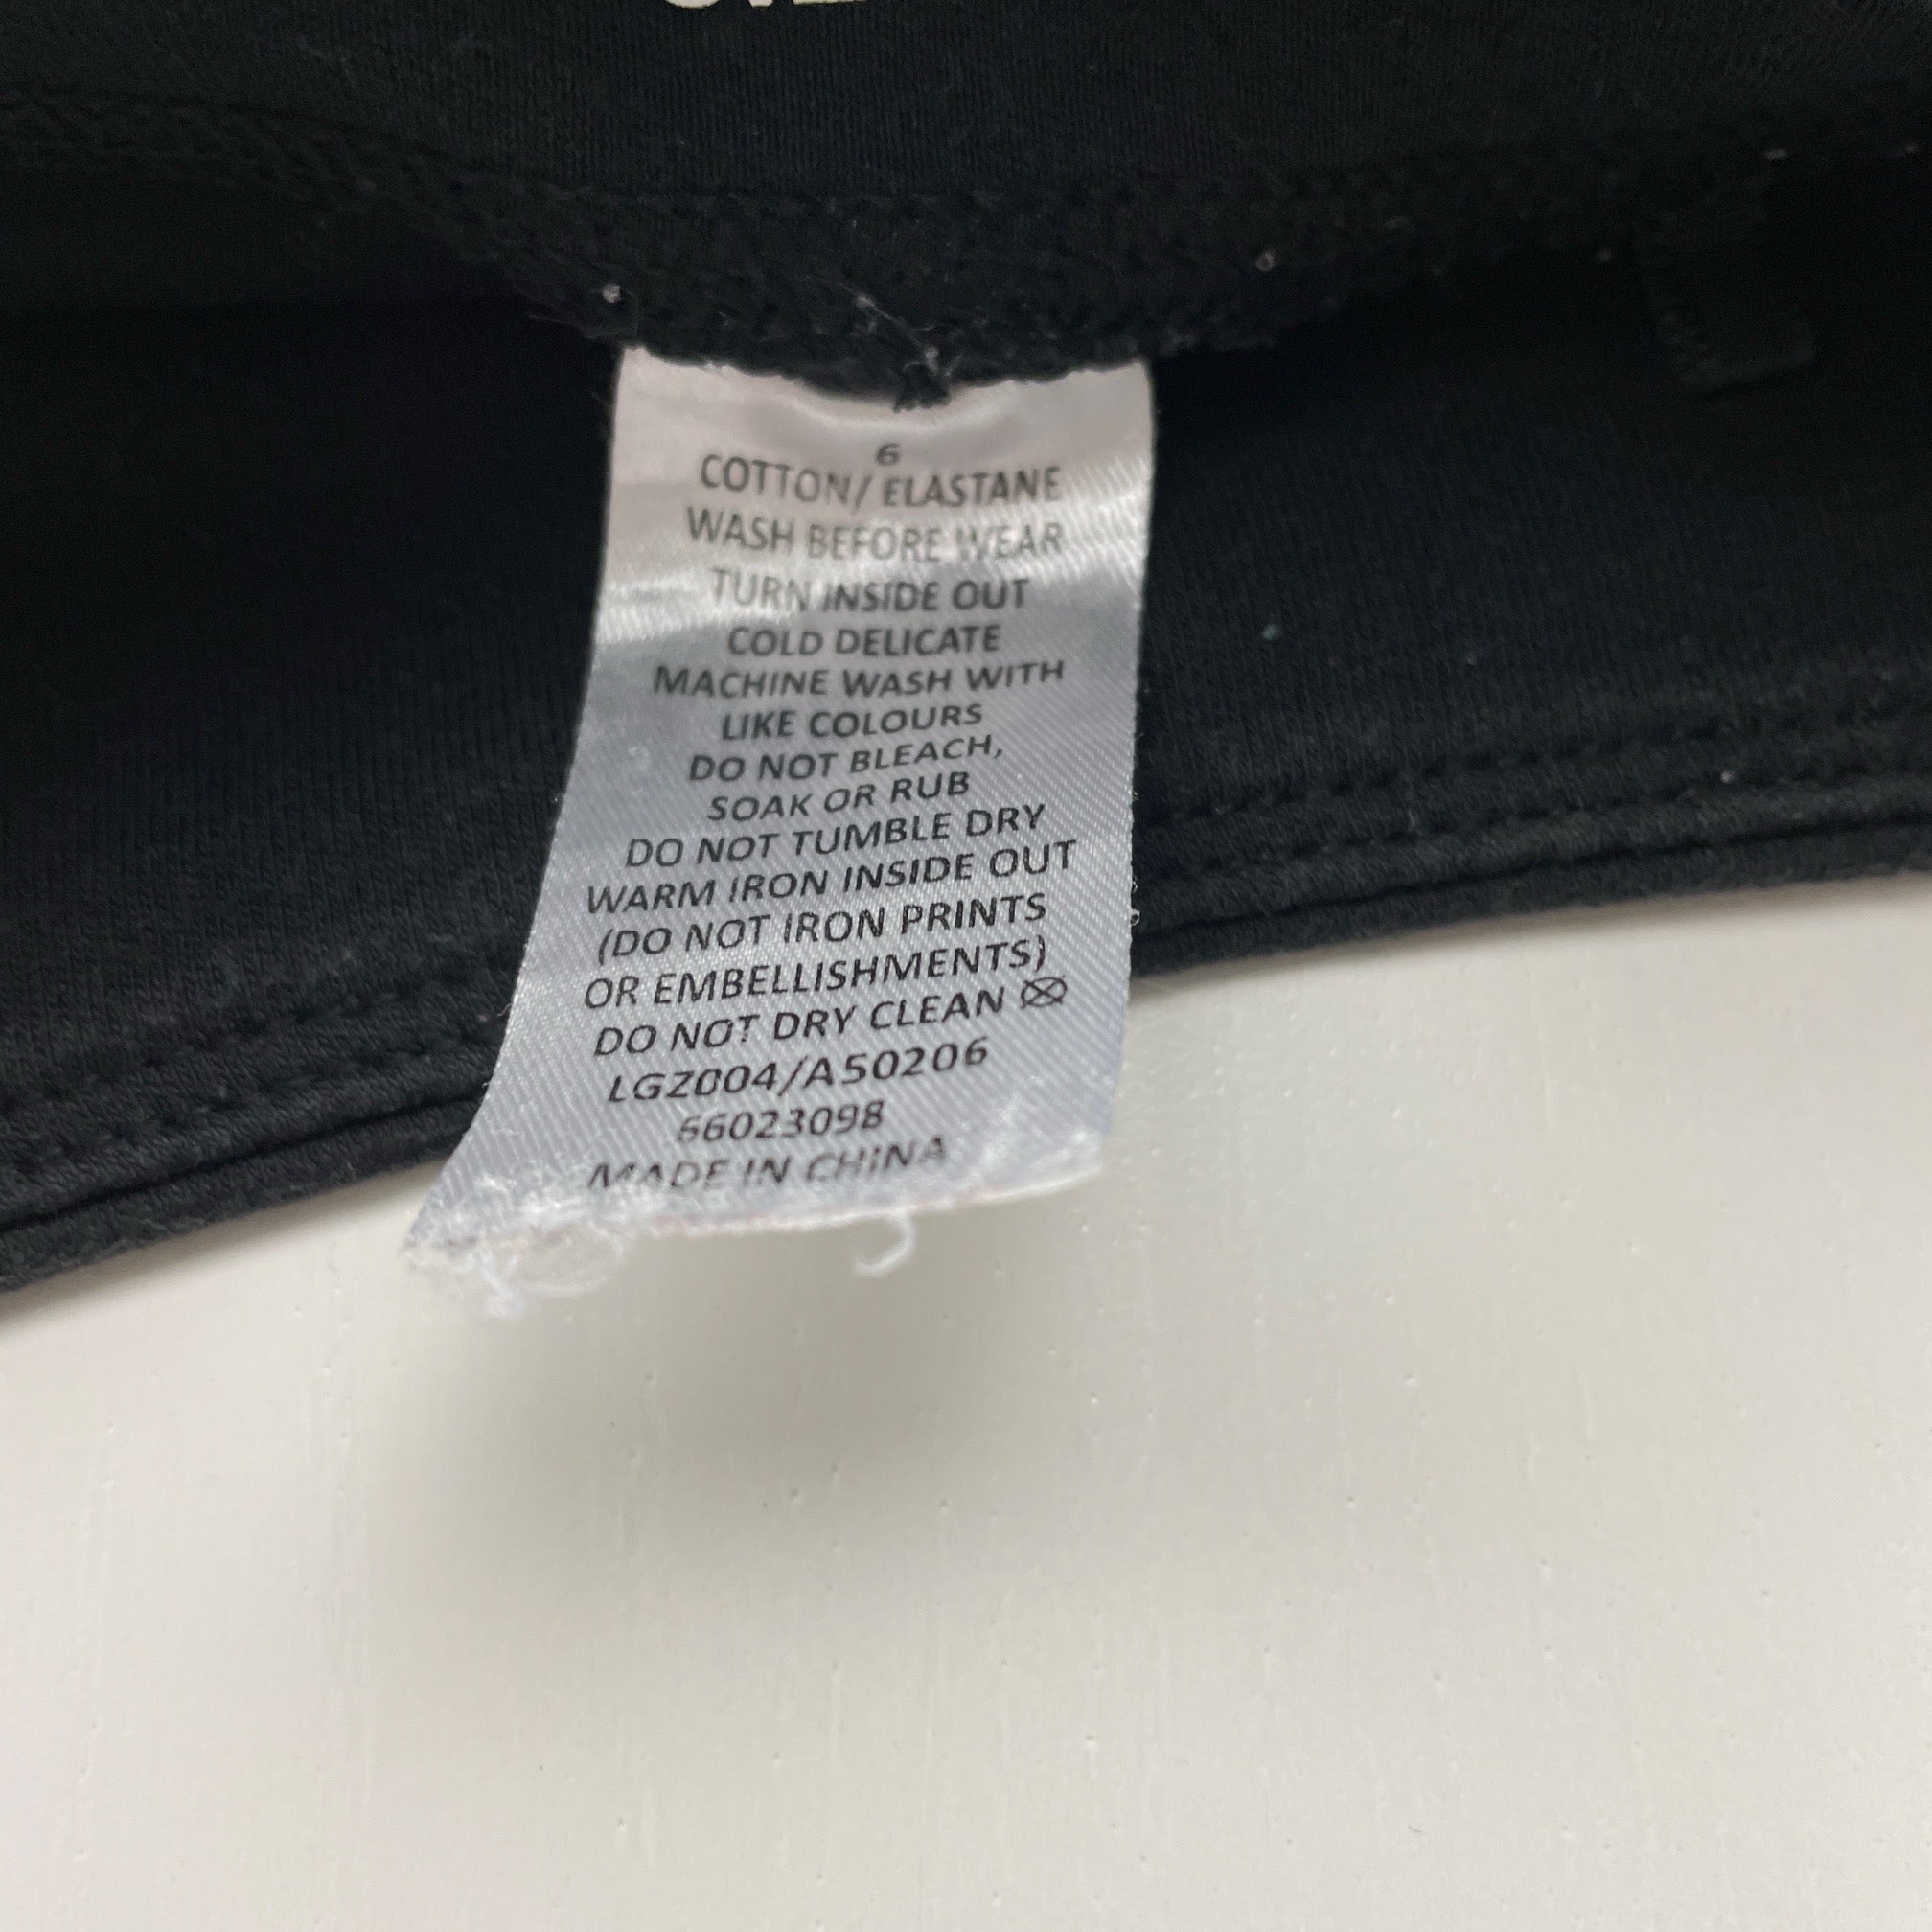 6
COTTON/ ELASTANE
WASH BEFORE WEAR
TURN INSIDE OUT
COLD DELICATE
MACHINE WASH WITH
LIKE COLOURS
DO NOT BLEACH,
SOAK OR RUB
DO NOT TUMBLE DRY
WARM IRON INSIDE OUT
(DO NOT IRON PRINTS
OR EMBELLISHMENTS)
DO NOT DRY CLEAN
LGZ004/A50206
66023098
MADE IN CHINA